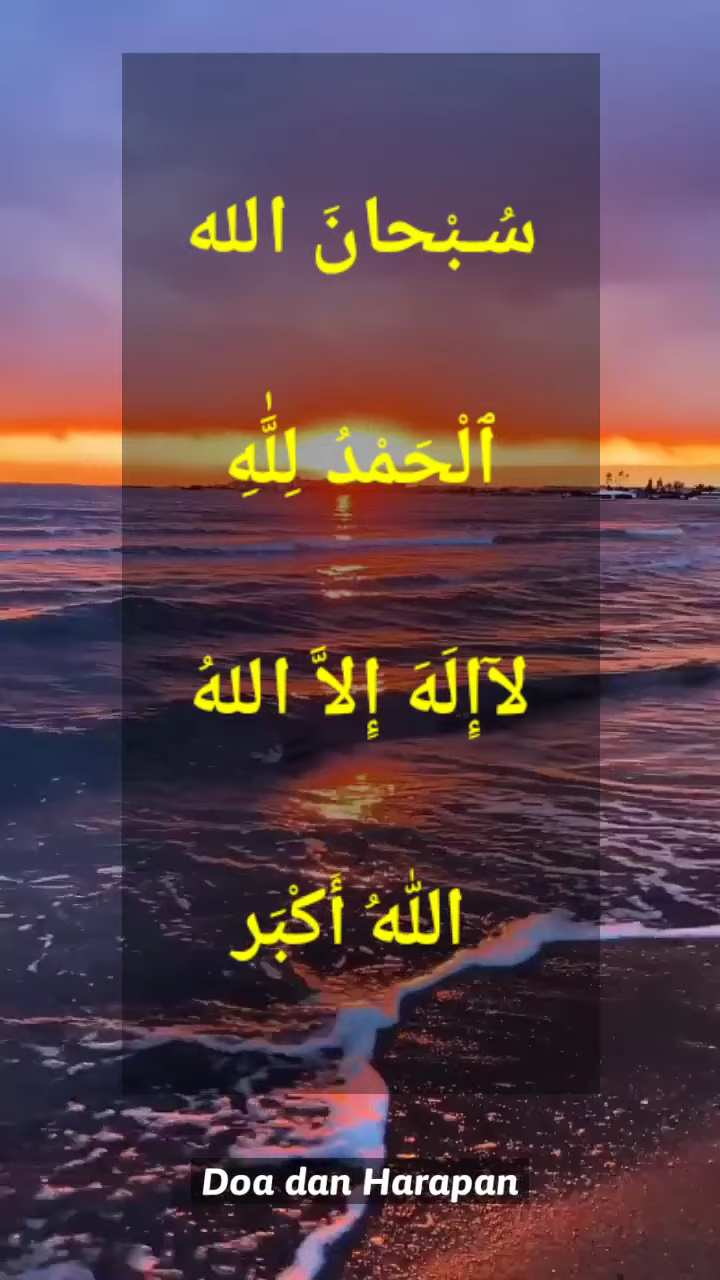 سُبْحانَ الله
ٱلْحَمْدُ لِلَّٰهِ
لآإِلَهَ إِلاَّ اللهُ
اللّٰهُ أَكْبَر
Doa dan Harapan